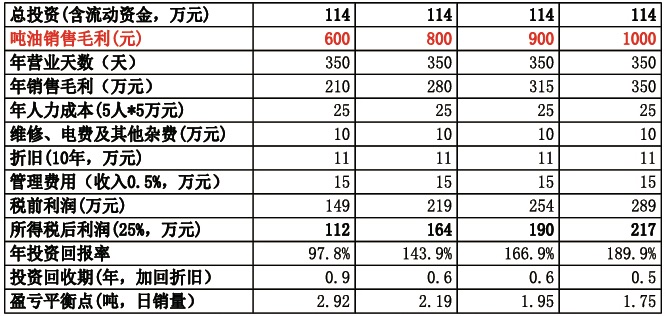 总投资(含流动资金，万元) 114 114 114 114
吨油销售毛利(元) 600 800 900 1000
年营业天数（天） 350 350 350 350
年销售毛利（万元） 210 280 315 350
年人力成本(5人*5万元) 25 25 25 25
维修、电费及其他杂费(万元) 10 10 10 10
折旧(10年，万元) 11 11 11 11
管理费用（收入0.5%，万元） 15 15 15 15
税前利润(万元) 149 219 254 289
所得税后利润(25%，万元) 112 164 190 217
年投资回报率 97.8% 143.9% 166.9% 189.9%
投资回收期(年，加回折旧) 0.9 0.6 0.6 0.5
盈亏平衡点(吨，日销量) 2.92 2.19 1.95 1.75